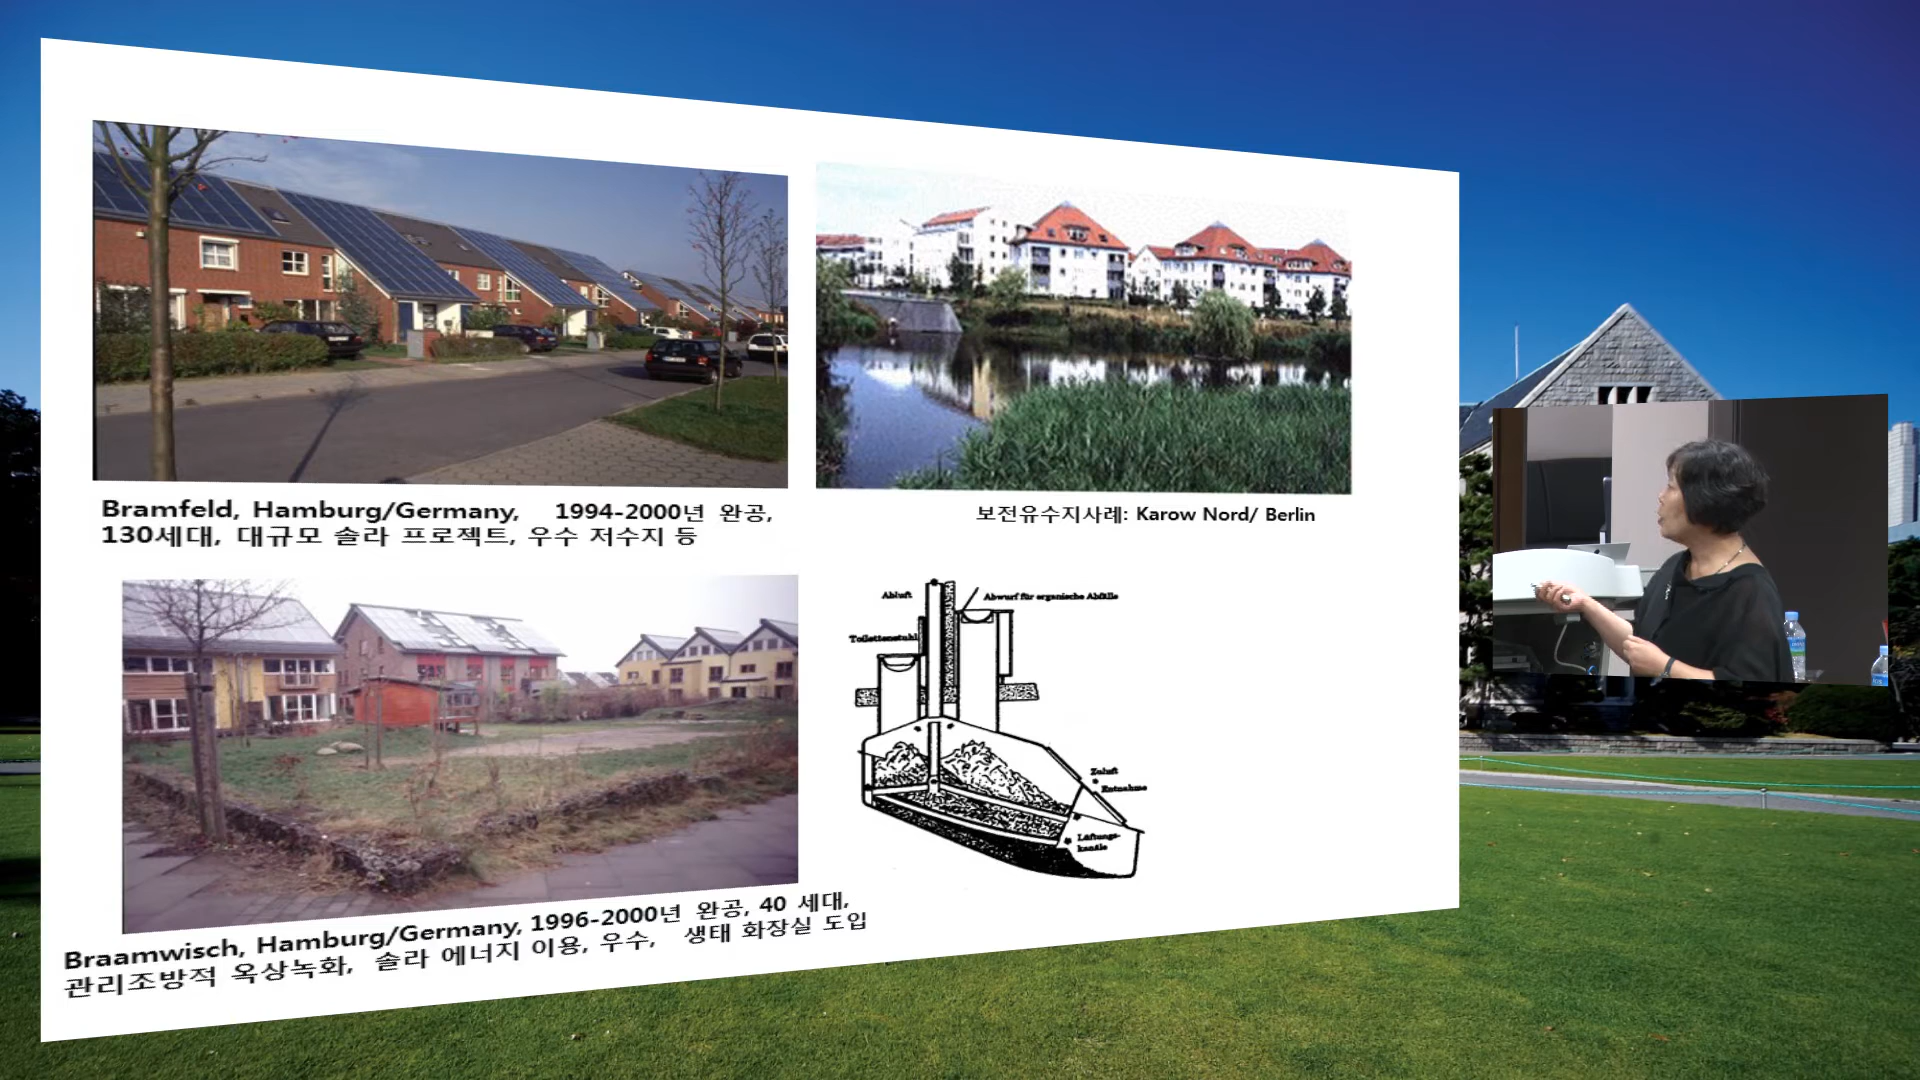 Bramfeld, Hamburg/Germany, 1994-2000년 완공,
130세대, 대규모 솔라 프로젝트, 우수 저수지 등
보전유수지사례: Karow Nord/ Berlin
Abluft
Abwurf für organische Abfälle
Toilettenstuhl
Zuluft
Entnahme
Lüftungs-
kanäle
Braamwisch, Hamburg/Germany, 1996-2000년 완공, 40 세대,
관리조방적 옥상녹화, 솔라 에너지 이용, 우수, 생태 화장실 도입